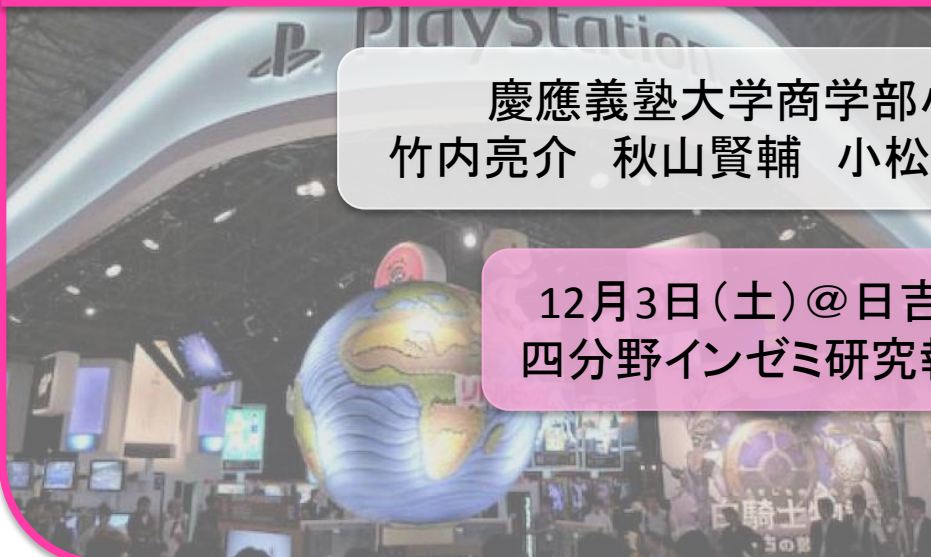 PlayStation
慶應義塾大学商学部
竹内亮介　秋山賢輔　小松
12月3日（土）＠日吉
四分野インゼミ研究
白騎士物語